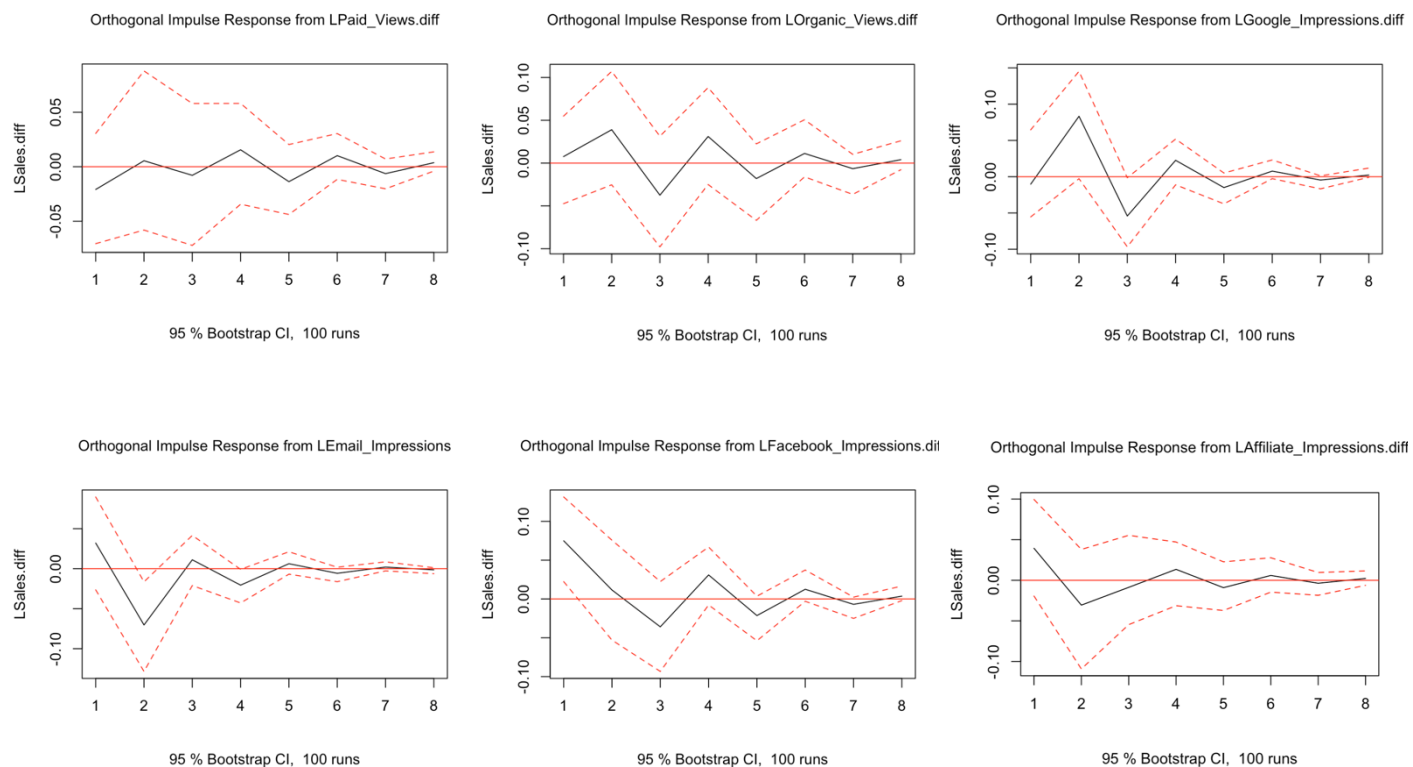 Orthogonal Impulse Response from LPaid_Views.diff
LSales.diff
0.05
0.00
-0.05
1 2 3 4 5 6 7 8
95 % Bootstrap CI, 100 runs
Orthogonal Impulse Response from LOrganic_Views.diff
LSales.diff
0.10
0.05
0.00
-0.10
1 2 3 4 5 6 7 8
95 % Bootstrap CI, 100 runs
Orthogonal Impulse Response from LGoogle_Impressions.diff
LSales.diff
0.10
0.00
-0.10
1 2 3 4 5 6 7 8
95 % Bootstrap CI, 100 runs
Orthogonal Impulse Response from LEmail_Impressions
LSales.diff
0.00
-0.10
1 2 3 4 5 6 7 8
95 % Bootstrap CI, 100 runs
Orthogonal Impulse Response from LFacebook_Impressions.dif
LSales.diff
0.10
0.00
-0.10
1 2 3 4 5 6 7 8
95 % Bootstrap CI, 100 runs
Orthogonal Impulse Response from LAffiliate_Impressions.diff
LSales.diff
0.10
0.00
-0.10
1 2 3 4 5 6 7 8
95 % Bootstrap CI, 100 runs